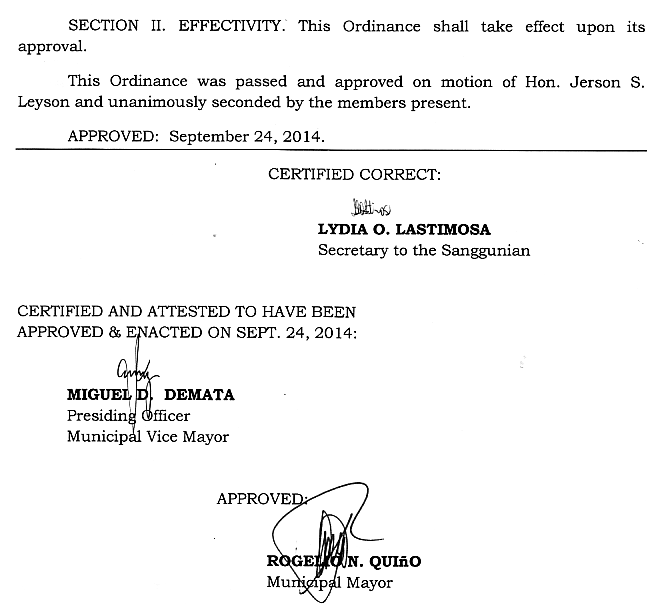 SECTION II. EFFECTIVITY. This Ordinance shall take effect upon its
approval.
This Ordinance was passed and approved on motion of Hon. Jerson S.
Leyson and unanimously seconded by the members present.
APPROVED: September 24, 2014.
CERTIFIED CORRECT:
LYDIA O. LASTIMOSA
Secretary to the Sanggunian
CERTIFIED AND ATTESTED TO HAVE BEEN
APPROVED & ENACTED ON SEPT. 24, 2014:
MIGUEL D. DEMATA
Presiding Officer
Municipal Vice Mayor
APPROVED:
ROGELIO N. QUIñO
Municipal Mayor